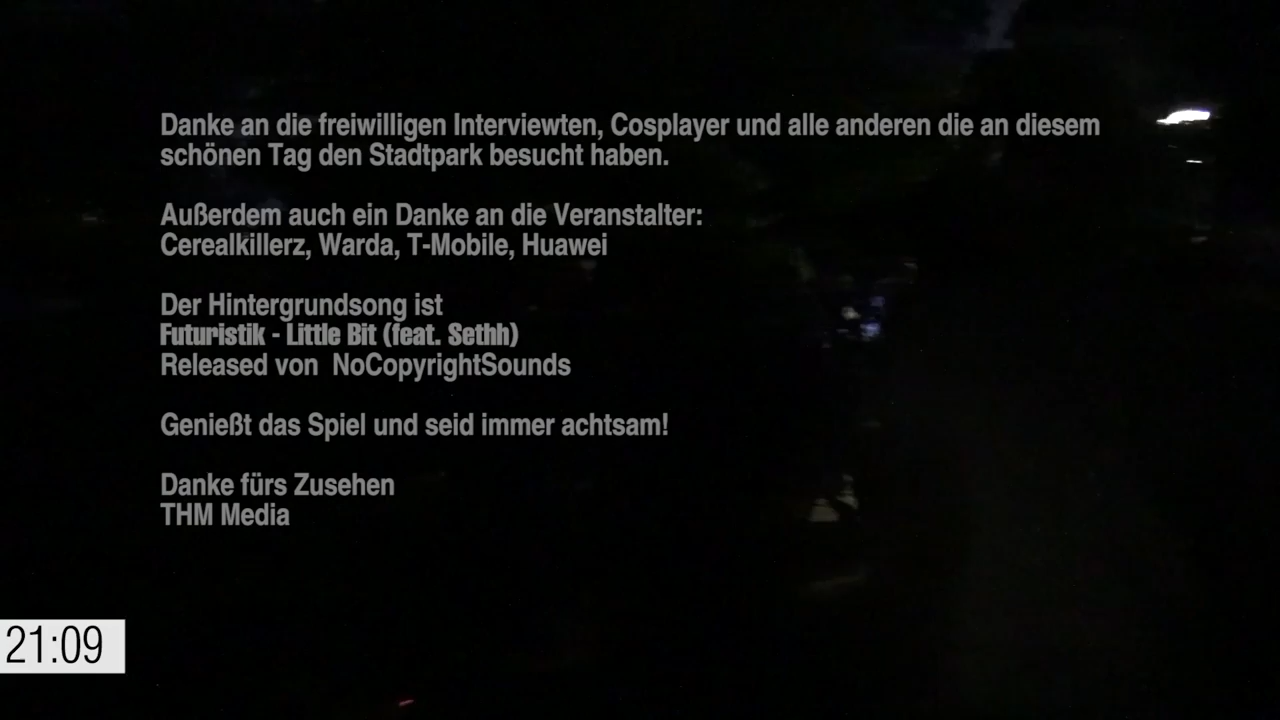 Danke an die freiwilligen Interviewten, Cosplayer und alle anderen die an diesem
schönen Tag den Stadtpark besucht haben.
Außerdem auch ein Danke an die Veranstalter:
Cerealkillerz, Warda, T-Mobile, Huawei
Der Hintergrundsong ist
Futuristik - Little Bit (feat. Sethh)
Released von  NoCopyrightSounds
Genießt das Spiel und seid immer achtsam!
Danke fürs Zusehen
THM Media
21:09